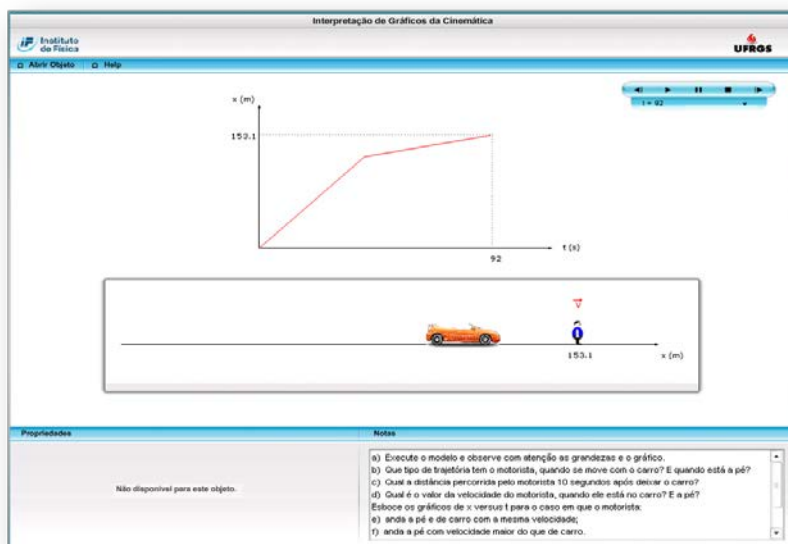 Interpretação de Gráficos da Cinemática
iF Instituto de Física
UFRGS
Abrir Objeto Help
t = 92
x (m)
153.1
t (s)
92
v
153.1
x (m)
Propriedades
Notas
Não disponível para este objeto.
a) Execute o modelo e observe com atenção as grandezas e o gráfico.
b) Que tipo de trajetória tem o motorista, quando se move com o carro? E quando está a pé?
c) Qual a distância percorrida pelo motorista 10 segundos após deixar o carro?
d) Qual é o valor da velocidade do motorista, quando ele está no carro? E a pé?
Esboce os gráficos de x versus t para o caso em que o motorista:
e) anda a pé e de carro com a mesma velocidade;
f) anda a pé com velocidade maior do que de carro.